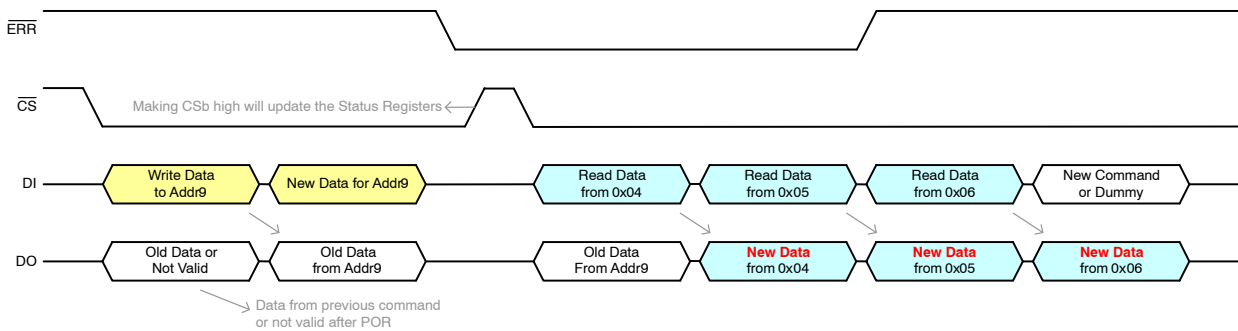 ERR
CS
Making CSb high will update the Status Registers
DI
Write Data
to Addr9
New Data for Addr9
Read Data
from 0x04
Read Data
from 0x05
Read Data
from 0x06
New Command
or Dummy
DO
Old Data or
Not Valid
Old Data
from Addr9
Old Data
From Addr9
New Data
from 0x04
New Data
from 0x05
New Data
from 0x06
Data from previous command
or not valid after POR